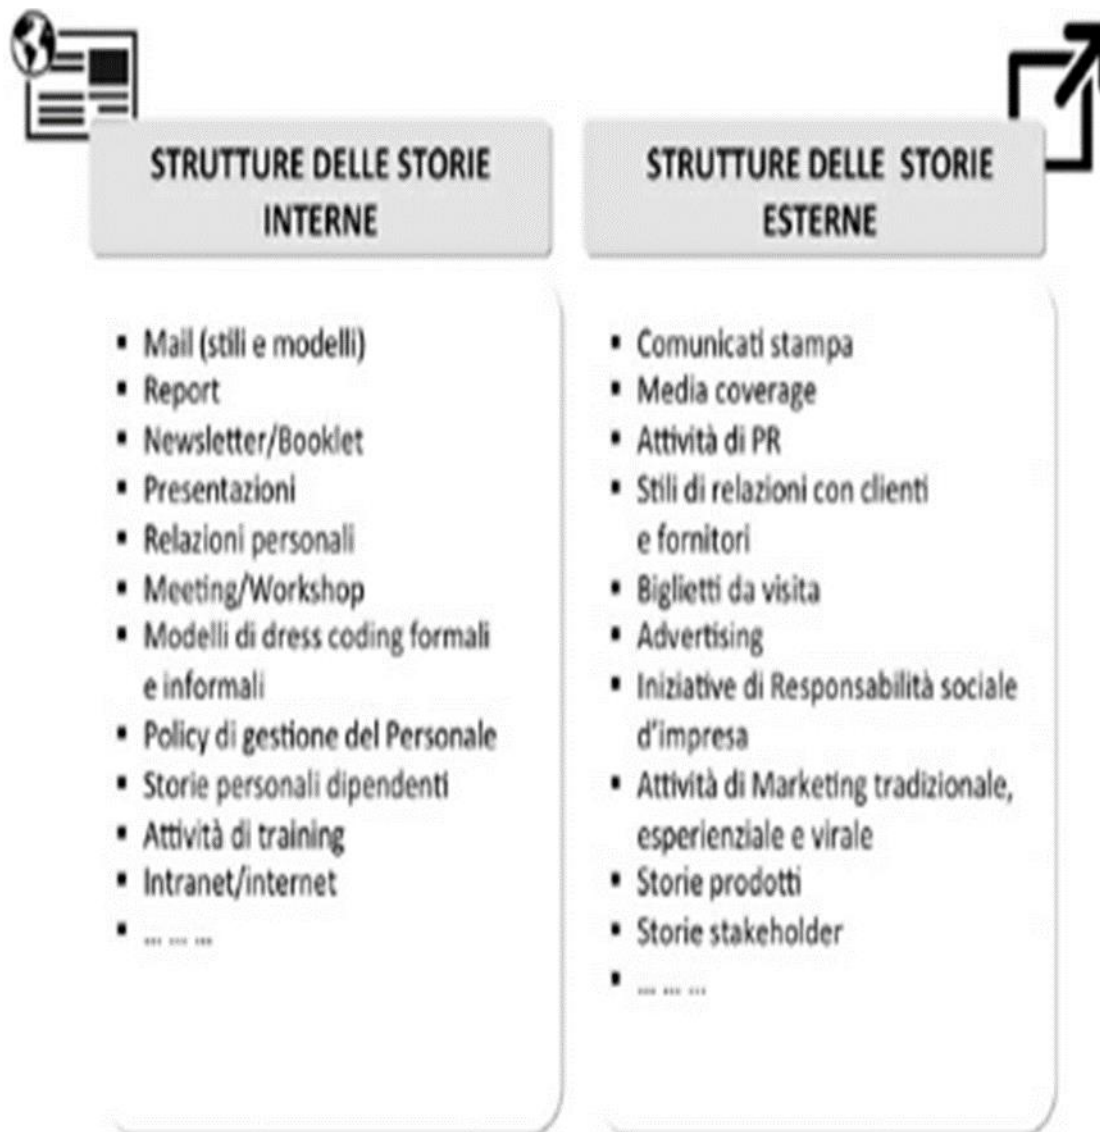 STRUTTURE DELLE STORIE
INTERNE
▪ Mail (stili e modelli)
▪ Report
▪ Newsletter/Booklet
▪ Presentazioni
▪ Relazioni personali
▪ Meeting/Workshop
▪ Modelli di dress coding formali
e informali
▪ Policy di gestione del Personale
▪ Storie personali dipendenti
▪ Attività di training
▪ Intranet/internet
▪ ... ... ...
STRUTTURE DELLE STORIE
ESTERNE
▪ Comunicati stampa
▪ Media coverage
▪ Attività di PR
▪ Stili di relazioni con clienti
e fornitori
▪ Biglietti da visita
▪ Advertising
▪ Iniziative di Responsabilità sociale
d’impresa
▪ Attività di Marketing tradizionale,
esperienziale e virale
▪ Storie prodotti
▪ Storie stakeholder
▪ ... ... ...